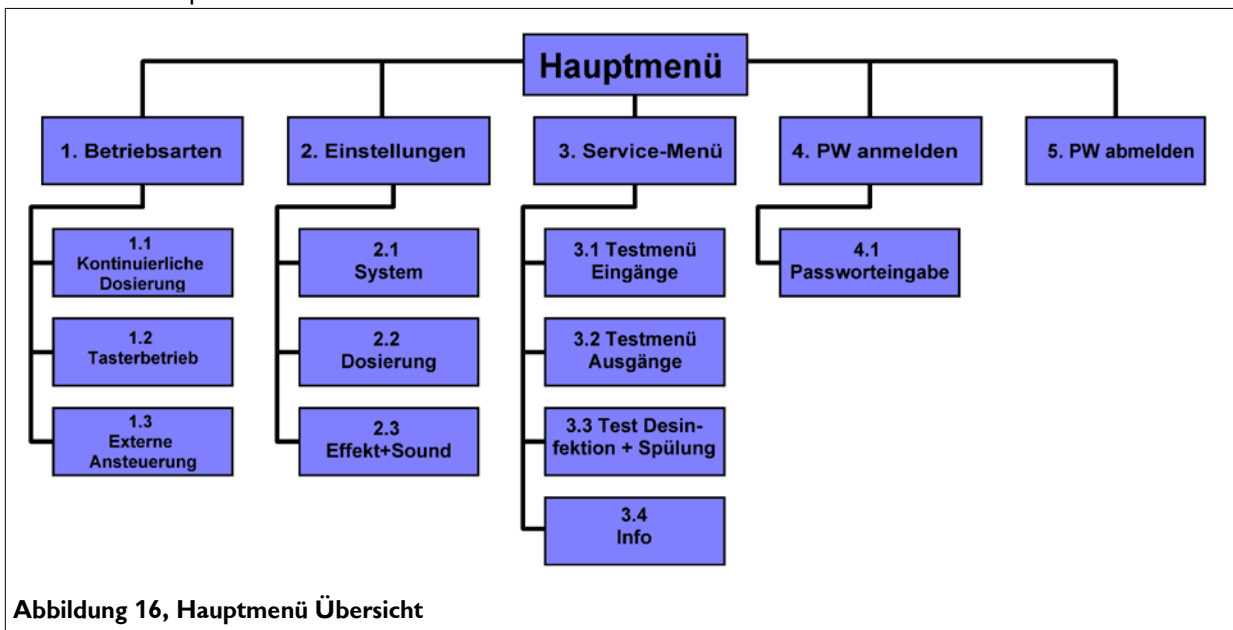 Hauptmenü
1. Betriebsarten
2. Einstellungen
3. Service-Menü
4. PW anmelden
5. PW abmelden
1.1
Kontinuierliche
Dosierung
1.2
Tasterbetrieb
1.3
Externe
Ansteuerung
2.1
System
2.2
Dosierung
2.3
Effekt+Sound
3.1 Testmenü
Eingänge
3.2 Testmenü
Ausgänge
3.3 Test Desin-
fektion + Spülung
3.4
Info
4.1
Passworteingabe
Abbildung 16, Hauptmenü Übersicht